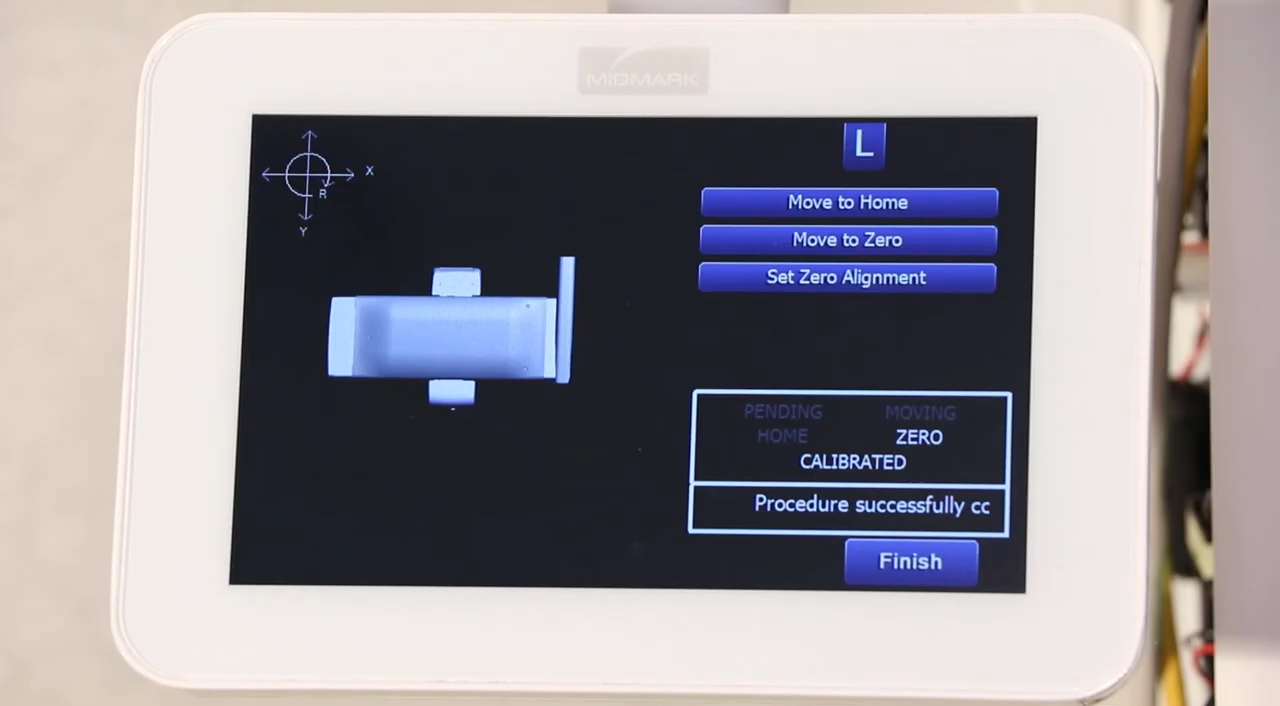 MIDMARK
X
R
Y
L
Move to Home
Move to Zero
Set Zero Alignment
PENDING MOVING
HOME ZERO
CALIBRATED
Procedure successfully cc
Finish